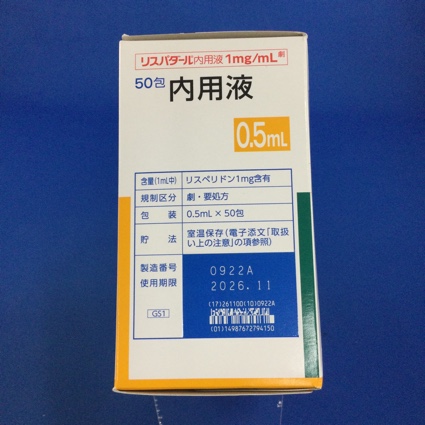 リスパダール内用液1mg/mL 劇
50包 内用液
0.5mL
含量(1mL中) リスペリドン1mg含有
規制区分 劇・要処方
包装 0.5mL×50包
貯法 室温保存(電子添文「取扱
い上の注意」の項参照)
製造番号 0922A
使用期限 2026.11
GS1
(17)261100(10)0922A
(01)14987672794150